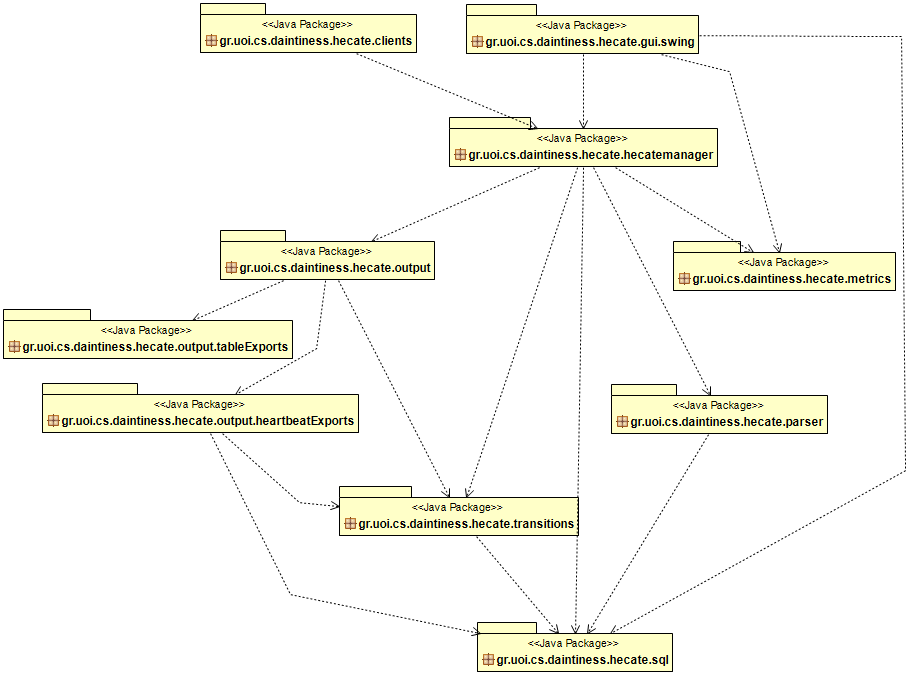 <<Java Package>>
gr.uoi.cs.daintiness.hecate.clients
<<Java Package>>
gr.uoi.cs.daintiness.hecate.gui.swing
<<Java Package>>
gr.uoi.cs.daintiness.hecate.hecatemanager
<<Java Package>>
gr.uoi.cs.daintiness.hecate.output
<<Java Package>>
gr.uoi.cs.daintiness.hecate.metrics
<<Java Package>>
gr.uoi.cs.daintiness.hecate.output.tableExports
<<Java Package>>
gr.uoi.cs.daintiness.hecate.output.heartbeatExports
<<Java Package>>
gr.uoi.cs.daintiness.hecate.parser
<<Java Package>>
gr.uoi.cs.daintiness.hecate.transitions
<<Java Package>>
gr.uoi.cs.daintiness.hecate.sql